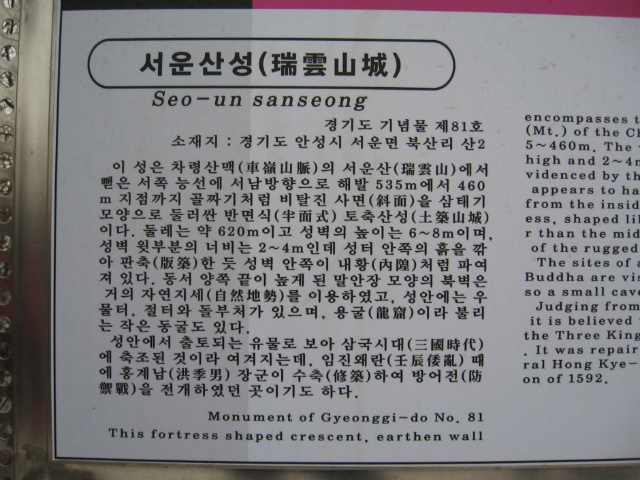 서운산성(瑞雲山城)
Seo-un sanseong
경기도 기념물 제81호
소재지 : 경기도 안성시 서운면 북산리 산2
이 성은 차령산맥(車嶺山脈)의 서운산(瑞雲山)에서
뻗은 서쪽 능선에 서남방향으로 해발 535m에서 460
m 지점까지 골짜기처럼 비탈진 사면(斜面)을 삼태기
모양으로 둘러싼 반면식(半面式) 토축산성(土築山城)
이다. 둘레는 약 620m이고 성벽의 높이는 6~8m이며,
성벽 윗부분의 너비는 2~4m인데 성터 안쪽의 흙을 깎
아 판축(版築)한 듯 성벽 안쪽이 내황(內隍)처럼 파여
져 있다. 동서 양쪽 끝이 높게 된 말안장 모양의 북벽은
거의 자연지세(自然地勢)를 이용하였고, 성안에는 우
물터, 절터와 돌부처가 있으며, 용굴(龍窟)이라 불리
는 작은 동굴도 있다.
성안에서 출토되는 유물로 보아 삼국시대(三國時代)
에 축조된 것이라 여겨지는데, 임진왜란(壬辰倭亂) 때
에 홍계남(洪季男) 장군이 수축(修築)하여 방어전(防
禦戰)을 전개하였던 곳이기도 하다.
Monument of Gyeonggi-do No. 81
This fortress shaped crescent, earthen wall
encompasses t
(Mt.) of the Ch
5~460m. The
high and 2~4m
videnced by th
appears to ha
from the insid
ess, shaped lik
r than the mid
of the rugged
The sites of a
Buddha are vis
so a small cave
Judging from
it is believed
the Three King
. It was repair
ral Hong Kye-
on of 1592.